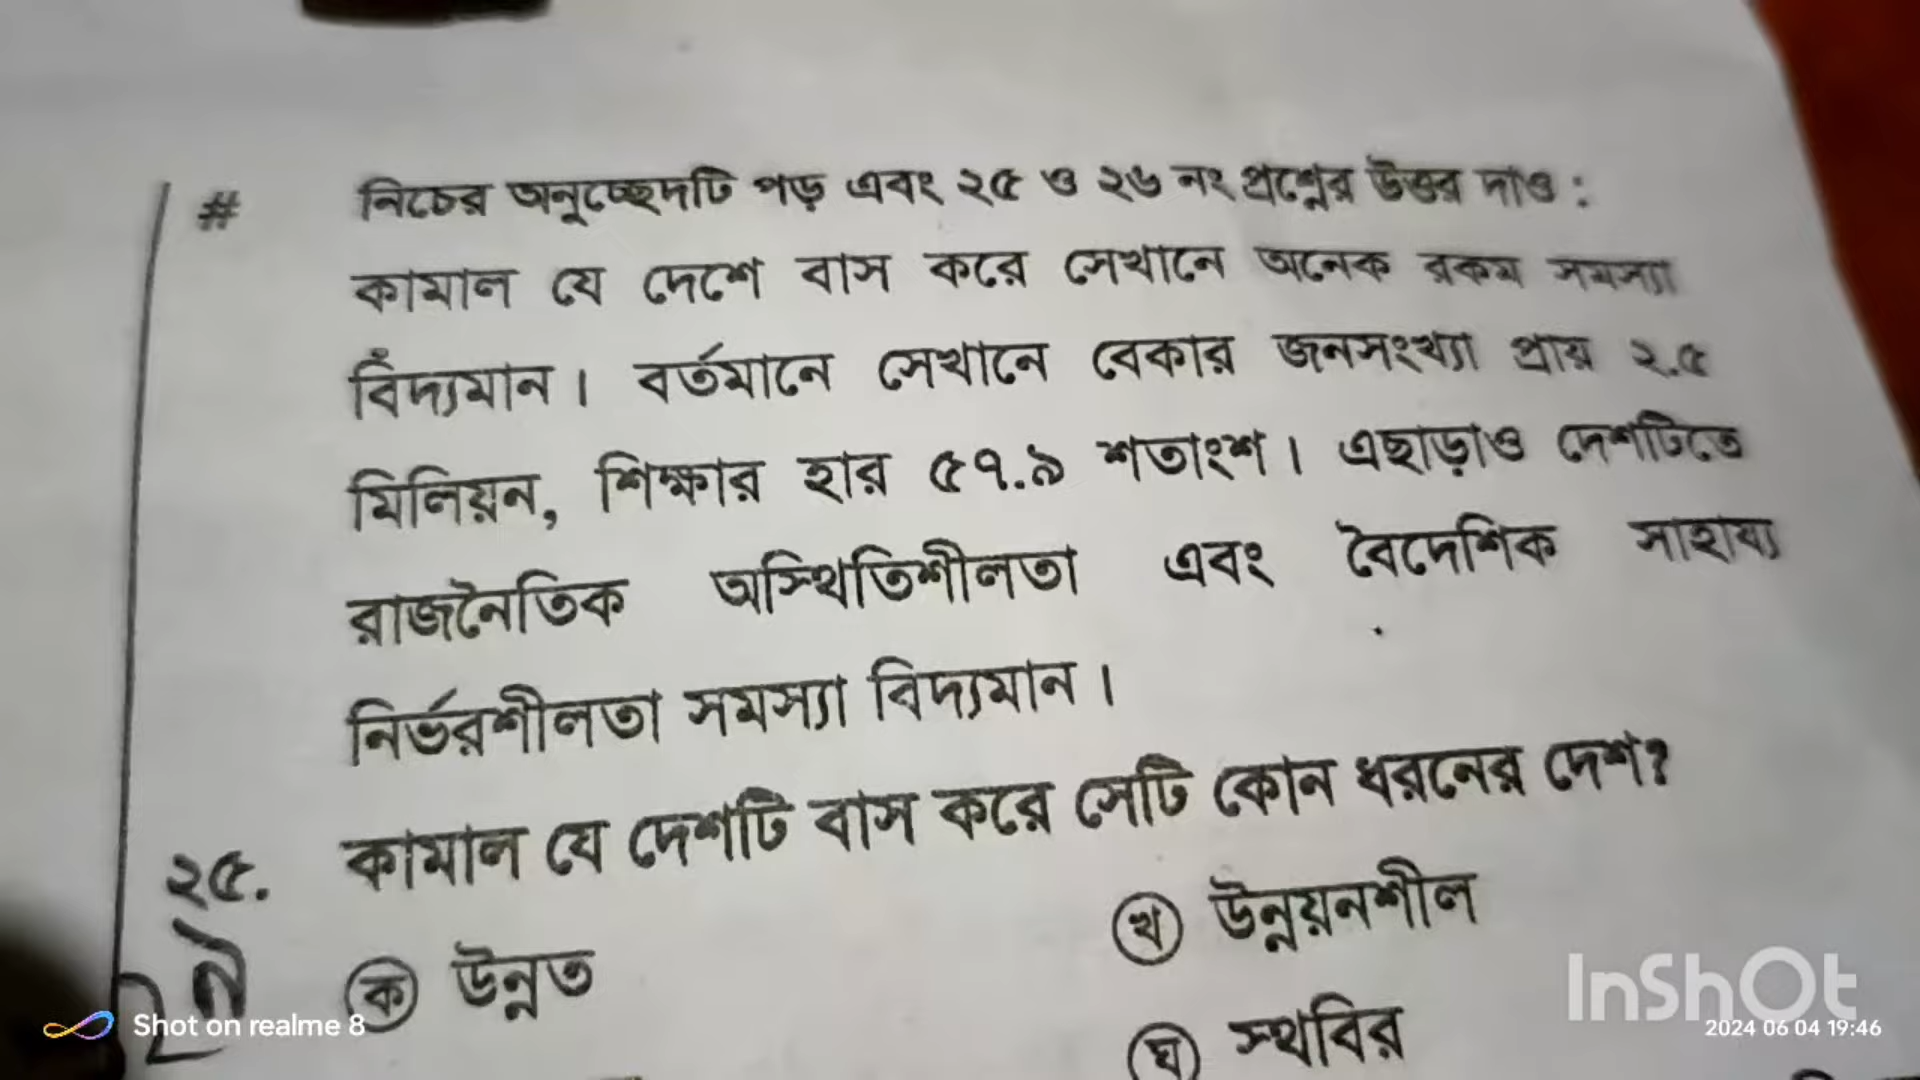 # নিচের অনুচ্ছেদটি পড় এবং ২৫ ও ২৬ নং প্রশ্নের উত্তর দাও :
কামাল যে দেশে বাস করে সেখানে অনেক রকম সমস্যা
বিঁদ্যমান। বর্তমানে সেখানে বেকার জনসংখ্যা প্রায় ২.৫
মিলিয়ন, শিক্ষার হার ৫৭.৯ শতাংশ। এছাড়াও দেশটিতে
রাজনৈতিক অস্থিতিশীলতা এবং বৈদেশিক সাহায্য
নির্ভরশীলতা সমস্যা বিদ্যমান।
২৫. কামাল যে দেশটি বাস করে সেটি কোন ধরনের দেশ?
ক উন্নত খ উন্নয়নশীল
ঘ স্থবির
InShOt
Shot on realme 8
2024 06 04 19:46